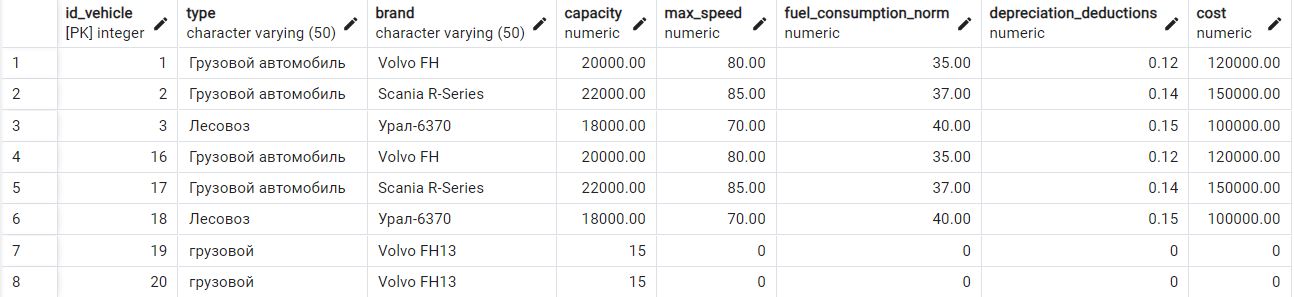 id_vehicle type brand capacity max_speed fuel_consumption_norm depreciation_deductions cost
[PK] integer character varying (50) character varying (50) numeric numeric numeric numeric numeric
1 1 Грузовой автомобиль Volvo FH 20000.00 80.00 35.00 0.12 120000.00
2 2 Грузовой автомобиль Scania R-Series 22000.00 85.00 37.00 0.14 150000.00
3 3 Лесовоз Урал-6370 18000.00 70.00 40.00 0.15 100000.00
4 16 Грузовой автомобиль Volvo FH 20000.00 80.00 35.00 0.12 120000.00
5 17 Грузовой автомобиль Scania R-Series 22000.00 85.00 37.00 0.14 150000.00
6 18 Лесовоз Урал-6370 18000.00 70.00 40.00 0.15 100000.00
7 19 грузовой Volvo FH13 15 0 0 0 0
8 20 грузовой Volvo FH13 15 0 0 0 0